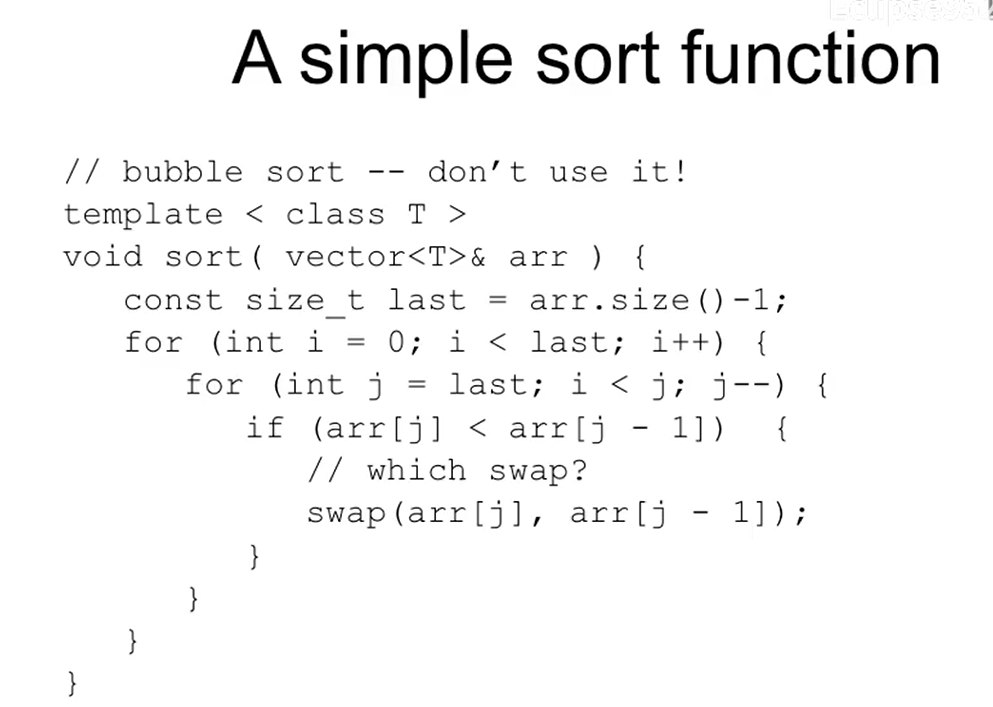 A simple sort function
// bubble sort -- don’t use it!
template < class T >
void sort( vector<T>& arr ) {
const size_t last = arr.size()-1;
for (int i = 0; i < last; i++) {
for (int j = last; i < j; j--) {
if (arr[j] < arr[j - 1]) {
// which swap?
swap(arr[j], arr[j - 1]);
}
}
}
}